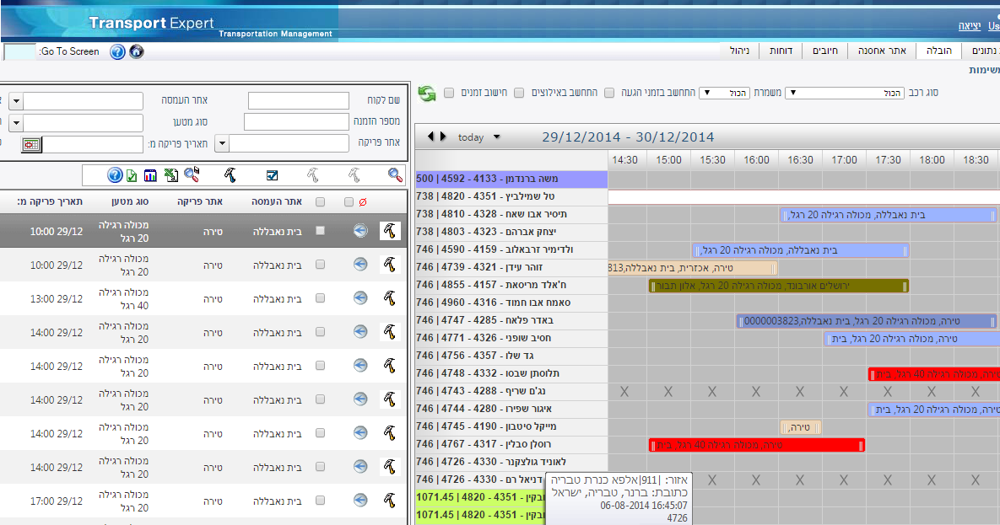 Transport Expert
Transportation Management
יציאה
Us
Go To Screen:
נתונים
הובלה
אתר אחסנה
חיובים
דוחות
ניהול
משימות
סוג רכב הכול משמרת הכול התחשב בזמני הגעה התחשב באילוצים חישוב זמנים
שם לקוח
אתר העמסה
מספר הזמנה
סוג מטען
אתר פריקה
תאריך פריקה מ:
today
29/12/2014 - 30/12/2014
14:30 15:00 15:30 16:00 16:30 17:00 17:30 18:00 18:30
אתר העמסה אתר פריקה סוג מטען תאריך פריקה מ:
בית נאבללה טירה מכולה רגילה 20 רגל 29/12 10:00
בית נאבללה טירה מכולה רגילה 20 רגל 29/12 10:00
בית נאבללה טירה מכולה רגילה 40 רגל 29/12 13:00
בית נאבללה טירה מכולה רגילה 20 רגל 29/12 14:00
בית נאבללה טירה מכולה רגילה 20 רגל 29/12 14:00
בית נאבללה טירה מכולה רגילה 20 רגל 29/12 14:00
בית נאבללה טירה מכולה רגילה 20 רגל 29/12 14:00
בית נאבללה טירה מכולה רגילה 20 רגל 29/12 14:00
בית נאבללה טירה מכולה רגילה 20 רגל 29/12 17:00
משה ברנדמן - 4133 - 4592 | 500
טל שמילביץ - 4351 - 4820 | 738
תיסיר אבו שאח - 4328 - 4810 | 738
בית נאבללה, מכולה רגילה 20 רגל,
יצחק אברהם - 4323 - 4803 | 738
ולדימיר זרבאלוב - 4159 - 4590 | 746
בית נאבללה, מכולה רגילה 20 רגל,
זוהר עידן - 4321 - 4739 | 746
טירה, אכזרית, בית נאבללה,813
ח'אלד מריסאת - 4157 - 4855 | 746
ירושלים אורבונד, מכולה רגילה 20 רגל, אלון תבור
סאמח אבו חמוד - 4316 - 4960 | 746
באדר פלאח - 4285 - 4747 | 746
טירה, מכולה רגילה 20 רגל, בית נאבללה,0000003823
חסיב שופני - 4326 - 4771 | 746
טירה, מכולה רגילה 20 רגל, בית
גד שלו - 4357 - 4756 | 746
תלוסתן שבסו - 4332 - 4748 | 746
טירה, מכולה רגילה 40 רגל, בית
נג'ם שריף - 4288 - 4743 | 746
X X X X X X X X X
איגור שפירו - 4280 - 4744 | 746
טירה, מכולה רגילה 20 רגל, בית
מייקל סיטבון - 4190 - 4745 | 746
טירה,
רוסלן סבלין - 4317 - 4767 | 746
טירה, מכולה רגילה 40 רגל, בית
לאוניד גולצקנר - 4330 - 4726 | 746
דניאל רם - 4330 - 4726 | 746
X X X X X X X
ובקין - 4351 - 4820 | 1071.45
ובקין - 4351 - 4820 | 1071.45
אזור: |911|אלפא כנרת טבריה
כתובת: ברנר, טבריה, ישראל
06-08-2014 16:45:07
4726